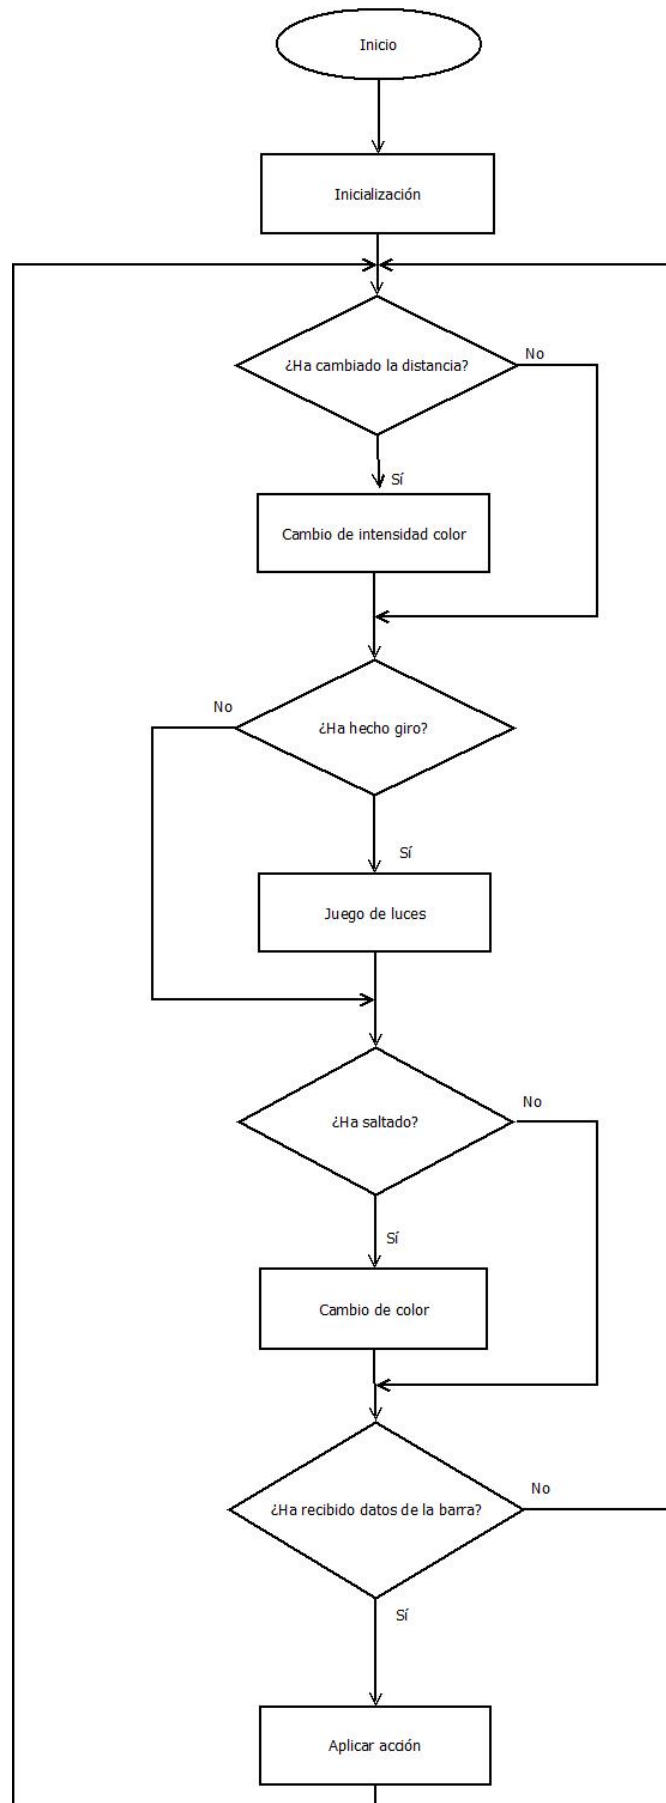 Inicio
Inicialización
¿Ha cambiado la distancia?
No
Sí
Cambio de intensidad color
No
¿Ha hecho giro?
Sí
Juego de luces
No
¿Ha saltado?
Sí
Cambio de color
No
¿Ha recibido datos de la barra?
Sí
Aplicar acción